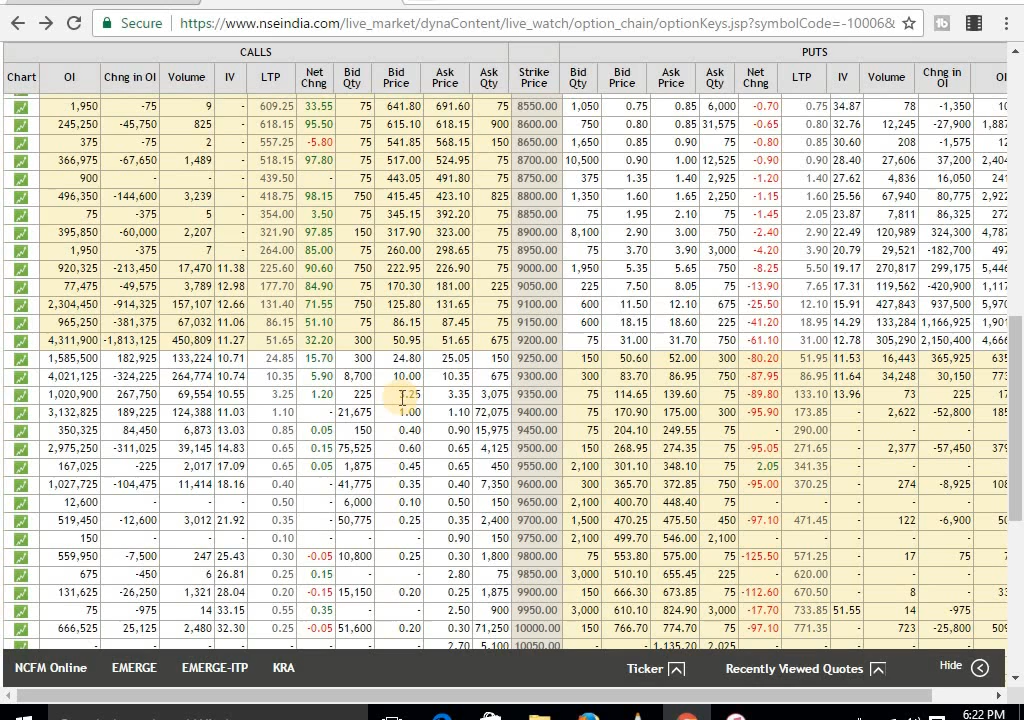 Secure https://www.nseindia.com/live_market/dynaContent/live_watch/option_chain/optionKeys.jsp?symbolCode=-10006&
CALLS PUTS
Chart OI Chng in OI Volume IV LTP Net Chng Bid Qty Bid Price Ask Price Ask Qty Strike Price Bid Qty Bid Price Ask Price Ask Qty Net Chng LTP IV Volume Chng in OI OI
1,950 -75 9 - 609.25 33.55 75 641.80 691.60 75 8550.00 1,050 0.75 0.85 6,000 -0.70 0.75 34.87 78 -1,350
245,250 -45,750 825 - 618.15 95.50 75 615.10 618.15 900 8600.00 750 0.80 0.85 31,575 -0.65 0.80 32.76 12,245 -27,900
375 -75 2 - 557.25 -5.80 75 541.85 568.15 150 8650.00 1,650 0.85 0.90 75 -0.80 0.85 30.60 208 -1,575
366,975 -67,650 1,489 - 518.15 97.80 75 517.00 524.95 75 8700.00 10,500 0.90 1.00 12,525 -0.90 0.90 28.40 27,606 37,200
900 - - - 439.50 - 75 443.05 491.80 75 8750.00 375 1.35 1.40 2,925 -1.20 1.40 27.62 4,836 16,050
496,350 -144,600 3,239 - 418.75 98.15 750 415.45 423.10 825 8800.00 1,350 1.60 1.65 2,250 -1.15 1.60 25.56 67,940 80,775
75 -375 5 - 354.00 3.50 75 345.15 392.20 75 8850.00 75 1.95 2.10 75 -1.45 2.05 23.87 7,811 86,325
395,850 -60,000 2,207 - 321.90 97.85 150 317.90 323.00 75 8900.00 8,100 2.90 3.00 750 -2.40 2.90 22.49 120,989 324,300
1,950 -375 7 - 264.00 85.00 75 260.00 298.65 75 8950.00 75 3.70 3.90 3,000 -4.20 3.90 20.79 29,521 -182,700
920,325 -213,450 17,470 11.38 225.60 90.60 750 222.95 226.90 75 9000.00 1,950 5.35 5.65 750 -8.25 5.50 19.17 270,817 299,175
77,475 -49,575 3,789 12.98 177.70 84.90 75 170.30 181.00 225 9050.00 225 7.50 8.05 75 -13.90 7.65 17.31 119,562 -420,900
2,304,450 -914,325 157,107 12.66 131.40 71.55 750 125.80 131.65 75 9100.00 600 11.50 12.10 675 -25.50 12.10 15.91 427,843 937,500
965,250 -381,375 67,032 11.06 86.15 51.10 75 86.15 87.45 75 9150.00 600 18.15 18.60 225 -41.20 18.95 14.29 133,284 1,166,925
4,311,900 -1,813,125 450,809 11.27 51.65 32.20 300 50.95 51.65 675 9200.00 75 31.00 31.70 750 -61.10 31.00 12.78 305,290 2,150,400
1,585,500 182,925 133,224 10.71 24.85 15.70 300 24.80 25.05 150 9250.00 150 50.60 52.00 300 -80.20 51.95 11.53 16,443 365,925
4,021,125 -324,225 264,774 10.74 10.35 5.90 8,700 10.00 10.35 675 9300.00 300 83.70 86.95 750 -87.95 86.95 11.64 34,248 30,150
1,020,900 267,750 69,554 10.55 3.25 1.20 225 3.35 3,075 9350.00 75 114.65 139.60 75 -89.80 133.10 13.96 73 225
3,132,825 189,225 124,388 11.03 1.10 - 21,675 1.00 1.10 72,075 9400.00 75 170.90 175.00 300 -95.90 173.85 - 2,622 -52,800
350,325 84,450 6,873 13.03 0.85 0.05 150 0.40 0.90 15,975 9450.00 75 204.10 249.55 75 - 290.00 - - -
2,975,250 -311,025 39,145 14.83 0.65 0.15 75,525 0.60 0.65 4,125 9500.00 150 268.95 274.35 75 -95.05 271.65 - 2,377 -57,450
167,025 -225 2,017 17.09 0.65 0.05 1,875 0.45 0.65 450 9550.00 2,100 301.10 348.10 75 2.05 341.35 - - -
1,027,725 -104,475 11,414 18.16 0.40 - 41,775 0.35 0.40 7,350 9600.00 300 365.70 372.85 750 -95.00 370.25 - 274 -8,925
12,600 - - - 0.50 - 6,000 0.10 0.50 150 9650.00 2,100 400.70 448.40 75 - - - - -
519,450 -12,600 3,012 21.92 0.35 - 50,775 0.25 0.35 2,400 9700.00 1,500 470.25 475.50 450 -97.10 471.45 - 122 -6,900
150 - - - 0.10 - - - 0.90 150 9750.00 2,100 499.70 546.00 2,100 - - - - -
559,950 -7,500 247 25.43 0.30 -0.05 10,800 0.25 0.30 1,800 9800.00 75 553.80 575.00 75 -125.50 571.25 - 17 75
675 -450 6 26.81 0.25 0.15 - - 2.80 75 9850.00 3,000 510.10 655.45 225 - 620.00 - - -
131,625 -26,250 1,321 28.04 0.20 -0.15 15,150 0.20 0.25 1,875 9900.00 150 666.30 673.85 75 -112.60 670.50 - 8 -
75 -975 14 33.15 0.55 0.35 - - 2.50 900 9950.00 3,000 610.10 824.90 3,000 -17.70 733.85 51.55 14 -975
666,525 25,125 2,480 32.30 0.25 -0.05 51,600 0.20 0.30 71,250 10000.00 150 766.70 774.70 75 -97.10 771.35 - 723 -25,800
- - - - - - - - 2.70 5,100 10050.00 - - 1,135.20 2,025 - - - - -
NCFM Online EMERGE EMERGE-ITP KRA Ticker Recently Viewed Quotes Hide
6:22 PM